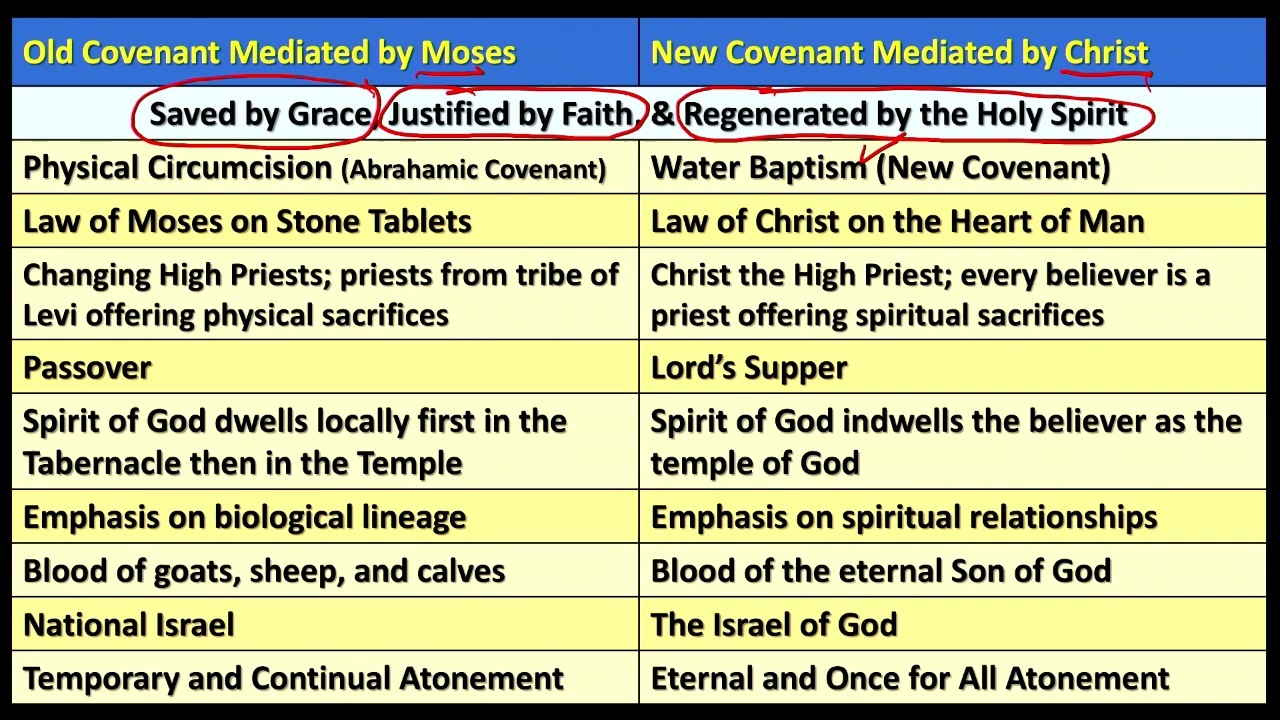 Old Covenant Mediated by Moses
New Covenant Mediated by Christ
Saved by Grace, Justified by Faith, & Regenerated by the Holy Spirit
Physical Circumcision (Abrahamic Covenant)
Water Baptism (New Covenant)
Law of Moses on Stone Tablets
Law of Christ on the Heart of Man
Changing High Priests; priests from tribe of
Levi offering physical sacrifices
Christ the High Priest; every believer is a
priest offering spiritual sacrifices
Passover
Lord’s Supper
Spirit of God dwells locally first in the
Tabernacle then in the Temple
Spirit of God indwells the believer as the
temple of God
Emphasis on biological lineage
Emphasis on spiritual relationships
Blood of goats, sheep, and calves
Blood of the eternal Son of God
National Israel
The Israel of God
Temporary and Continual Atonement
Eternal and Once for All Atonement